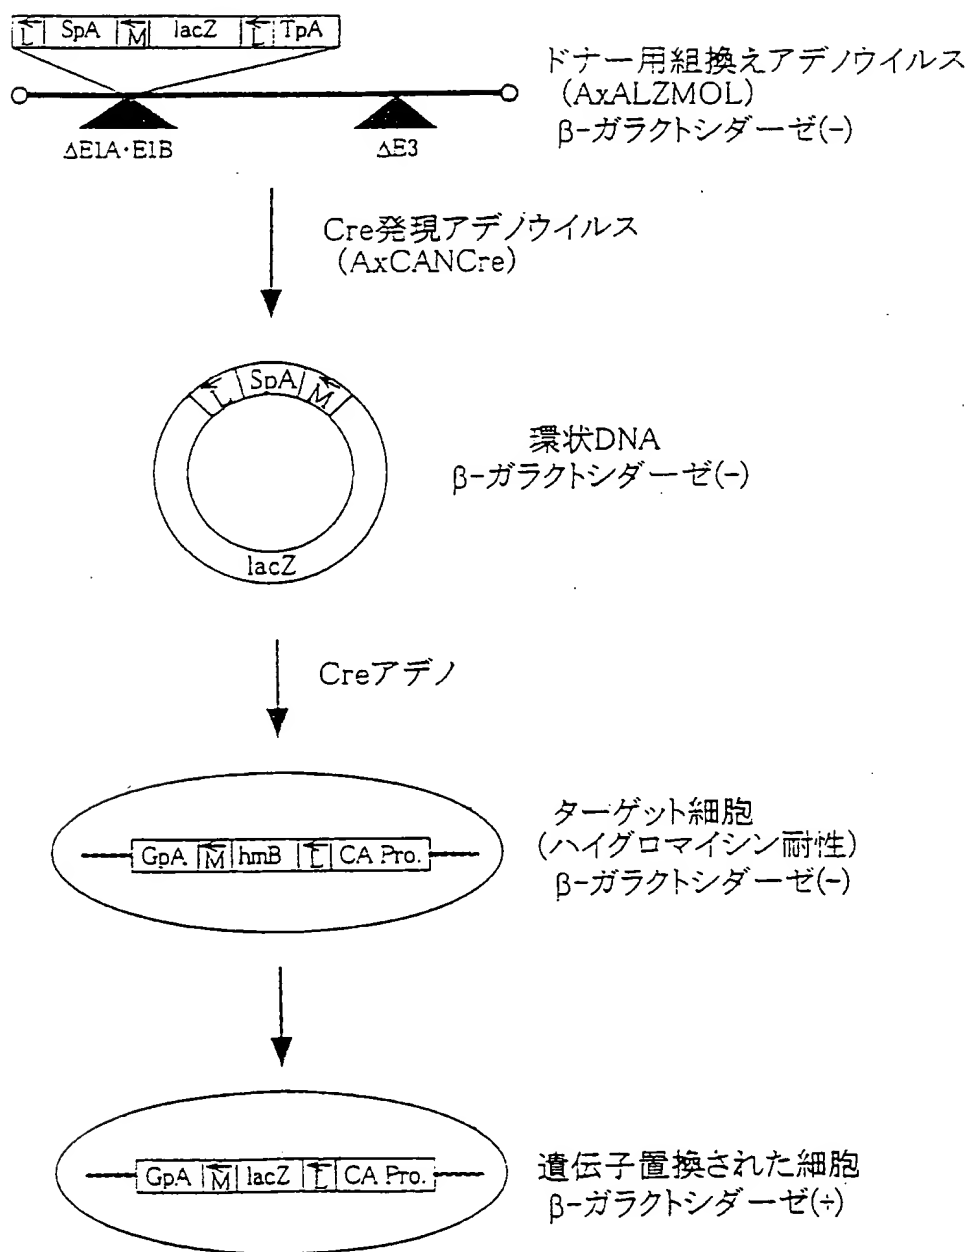 L SpA M lacZ L TpA
ドナー用組換えアデノウイルス
(AxALZMOL)
β-ガラクトシダーゼ(-)
ΔE1A·E1B
ΔE3
Cre発現アデノウイルス
(AxCANCre)
L SpA M
lacZ
環状DNA
β-ガラクトシダーゼ(-)
Creアデノ
GpA M hmB L CA Pro.
ターゲット細胞
(ハイグロマイシン耐性)
β-ガラクトシダーゼ(-)
GpA M lacZ L CA Pro.
遺伝子置換された細胞
β-ガラクトシダーゼ(+)